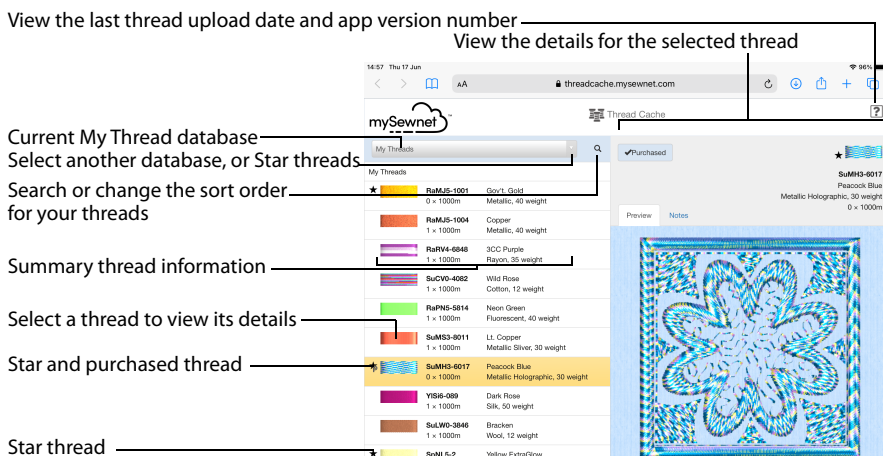 View the last thread upload date and app version number
View the details for the selected thread
14:57 Thu 17 Jun
96%
AA
threadcache.mysewnet.com
mySewnet™
Thread Cache
?
Current My Thread database
Select another database, or Star threads
Search or change the sort order
for your threads
Summary thread information
Select a thread to view its details
Star and purchased thread
Star thread
My Threads
My Threads
RaMJ5-1001 Gov't. Gold
0 × 1000m Metallic, 40 weight
RaMJ5-1004 Copper
1 × 1000m Metallic, 40 weight
RaRV4-6848 3CC Purple
1 × 1000m Rayon, 35 weight
SuCV0-4082 Wild Rose
1 × 1000m Cotton, 12 weight
RaPN5-5814 Neon Green
1 × 1000m Fluorescent, 40 weight
SuMS3-8011 Lt. Copper
1 × 1000m Metallic Sliver, 30 weight
SuMH3-6017 Peacock Blue
0 × 1000m Metallic Holographic, 30 weight
YlSi6-089 Dark Rose
1 × 1000m Silk, 50 weight
SuLW0-3846 Bracken
1 × 1000m Wool, 12 weight
SpNL5-2 Yellow ExtraGlow
Purchased
SuMH3-6017
Peacock Blue
Metallic Holographic, 30 weight
0 × 1000m
Preview Notes